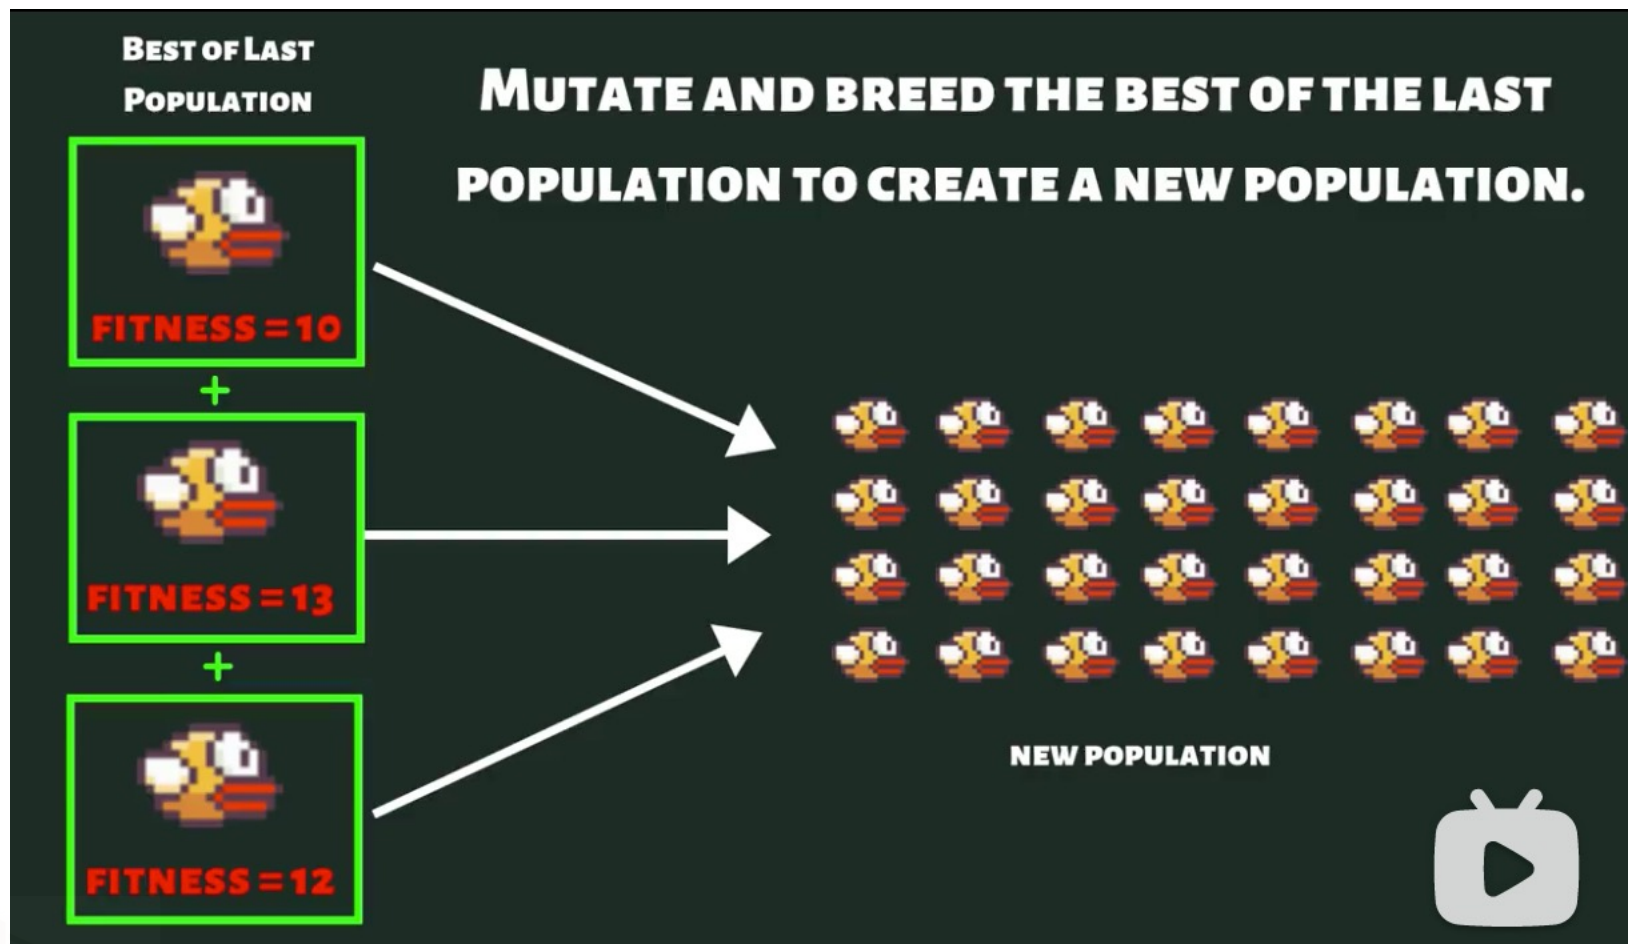 BEST OF LAST
POPULATION
MUTATE AND BREED THE BEST OF THE LAST
POPULATION TO CREATE A NEW POPULATION.
FITNESS = 10
+
FITNESS = 13
+
FITNESS = 12
NEW POPULATION